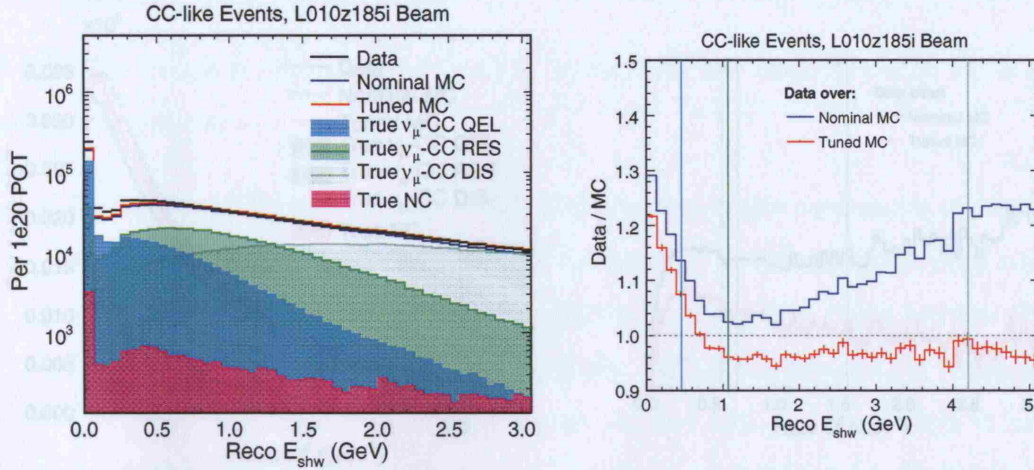 CC-like Events, L010z185i Beam
Data
Nominal MC
Tuned MC
True νμ-CC QEL
True νμ-CC RES
True νμ-CC DIS
True NC
Per 1e20 POT
10⁶
10⁵
10⁴
10³
0.0 0.5 1.0 1.5 2.0 2.5 3.0
Reco E_shw (GeV)
CC-like Events, L010z185i Beam
Data over:
Nominal MC
Tuned MC
Data / MC
1.5
1.4
1.3
1.2
1.1
1.0
0.9
0 1 2 3 4 5
Reco E_shw (GeV)